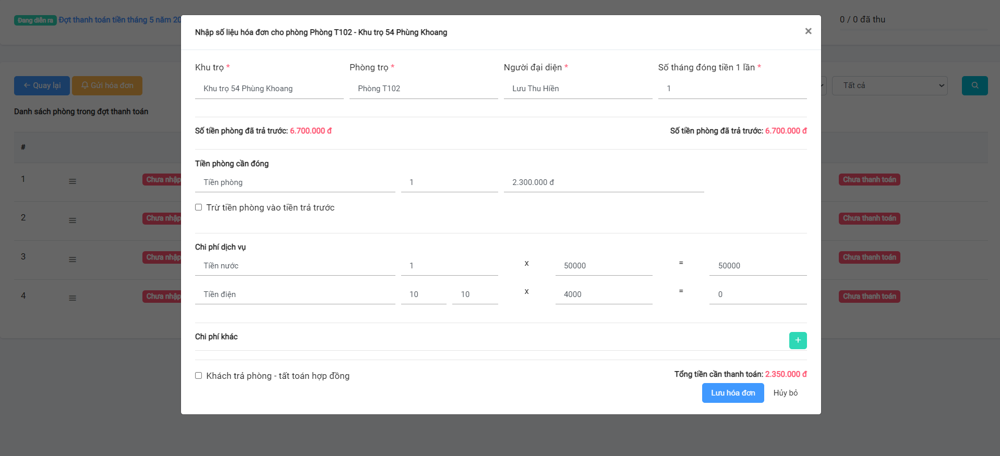 Đang diễn ra Đợt thanh toán tiền tháng 5 năm 20
0 / 0 đã thu
Nhập số liệu hóa đơn cho phòng Phòng T102 - Khu trọ 54 Phùng Khoang
×
Quay lại Gửi hóa đơn
Tất cả
Danh sách phòng trong đợt thanh toán
#
1 Chưa nhập Chưa thanh toán
2 Chưa nhập Chưa thanh toán
3 Chưa nhập Chưa thanh toán
4 Chưa nhập Chưa thanh toán
Khu trọ * Phòng trọ * Người đại diện * Số tháng đóng tiền 1 lần *
Khu trọ 54 Phùng Khoang Phòng T102 Lưu Thu Hiền 1
Số tiền phòng đã trả trước: 6.700.000 đ Số tiền phòng đã trả trước: 6.700.000 đ
Tiền phòng cần đóng
Tiền phòng 1 2.300.000 đ
Trừ tiền phòng vào tiền trả trước
Chi phí dịch vụ
Tiền nước 1 x 50000 = 50000
Tiền điện 10 10 x 4000 = 0
Chi phí khác
+
Khách trả phòng - tất toán hợp đồng Tổng tiền cần thanh toán: 2.350.000 đ
Lưu hóa đơn Hủy bỏ